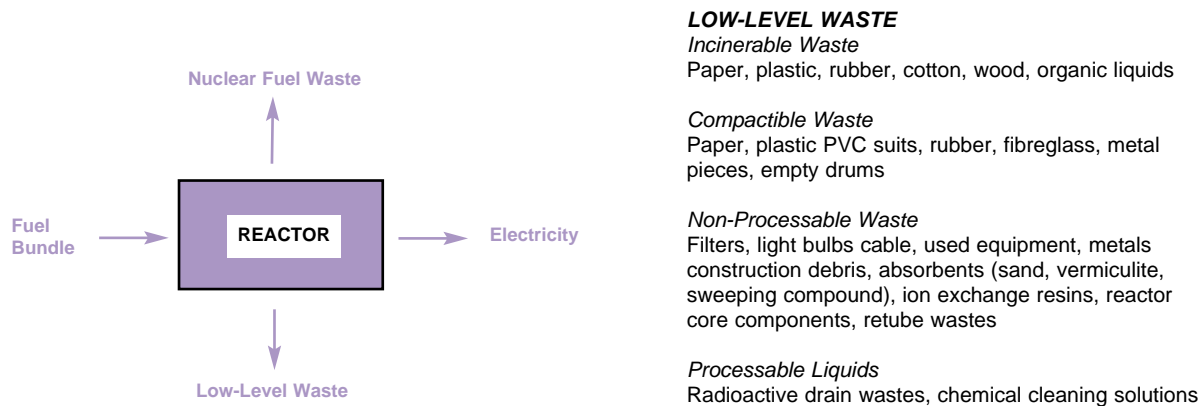 Nuclear Fuel Waste
Fuel
Bundle
REACTOR
Electricity
Low-Level Waste
LOW-LEVEL WASTE
Incinerable Waste
Paper, plastic, rubber, cotton, wood, organic liquids
Compactible Waste
Paper, plastic PVC suits, rubber, fibreglass, metal
pieces, empty drums
Non-Processable Waste
Filters, light bulbs cable, used equipment, metals
construction debris, absorbents (sand, vermiculite,
sweeping compound), ion exchange resins, reactor
core components, retube wastes
Processable Liquids
Radioactive drain wastes, chemical cleaning solutions